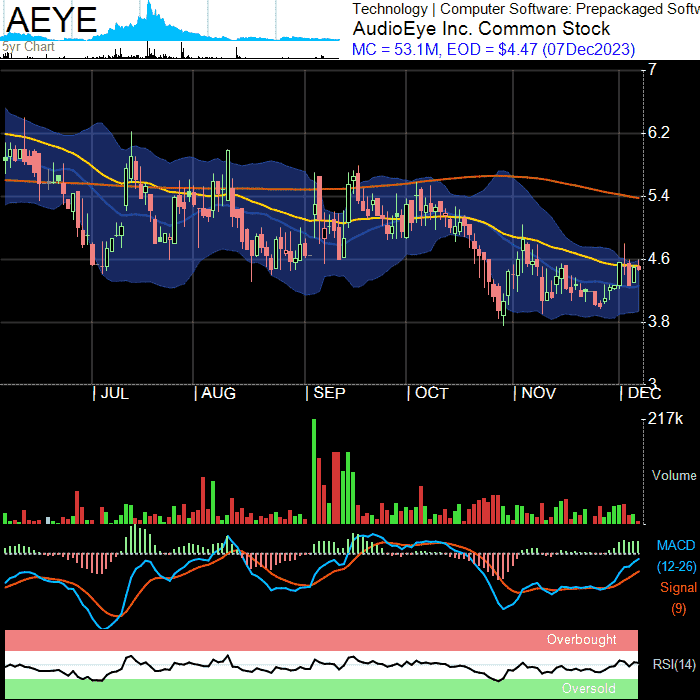 AEYE
5yr Chart
Technology | Computer Software: Prepackaged Softw
AudioEye Inc. Common Stock
MC = 53.1M, EOD = $4.47 (07Dec2023)
7
6.2
5.4
4.6
3.8
3
JUL AUG SEP OCT NOV DEC
217k
Volume
MACD
(12-26)
Signal
(9)
Overbought
RSI(14)
Oversold